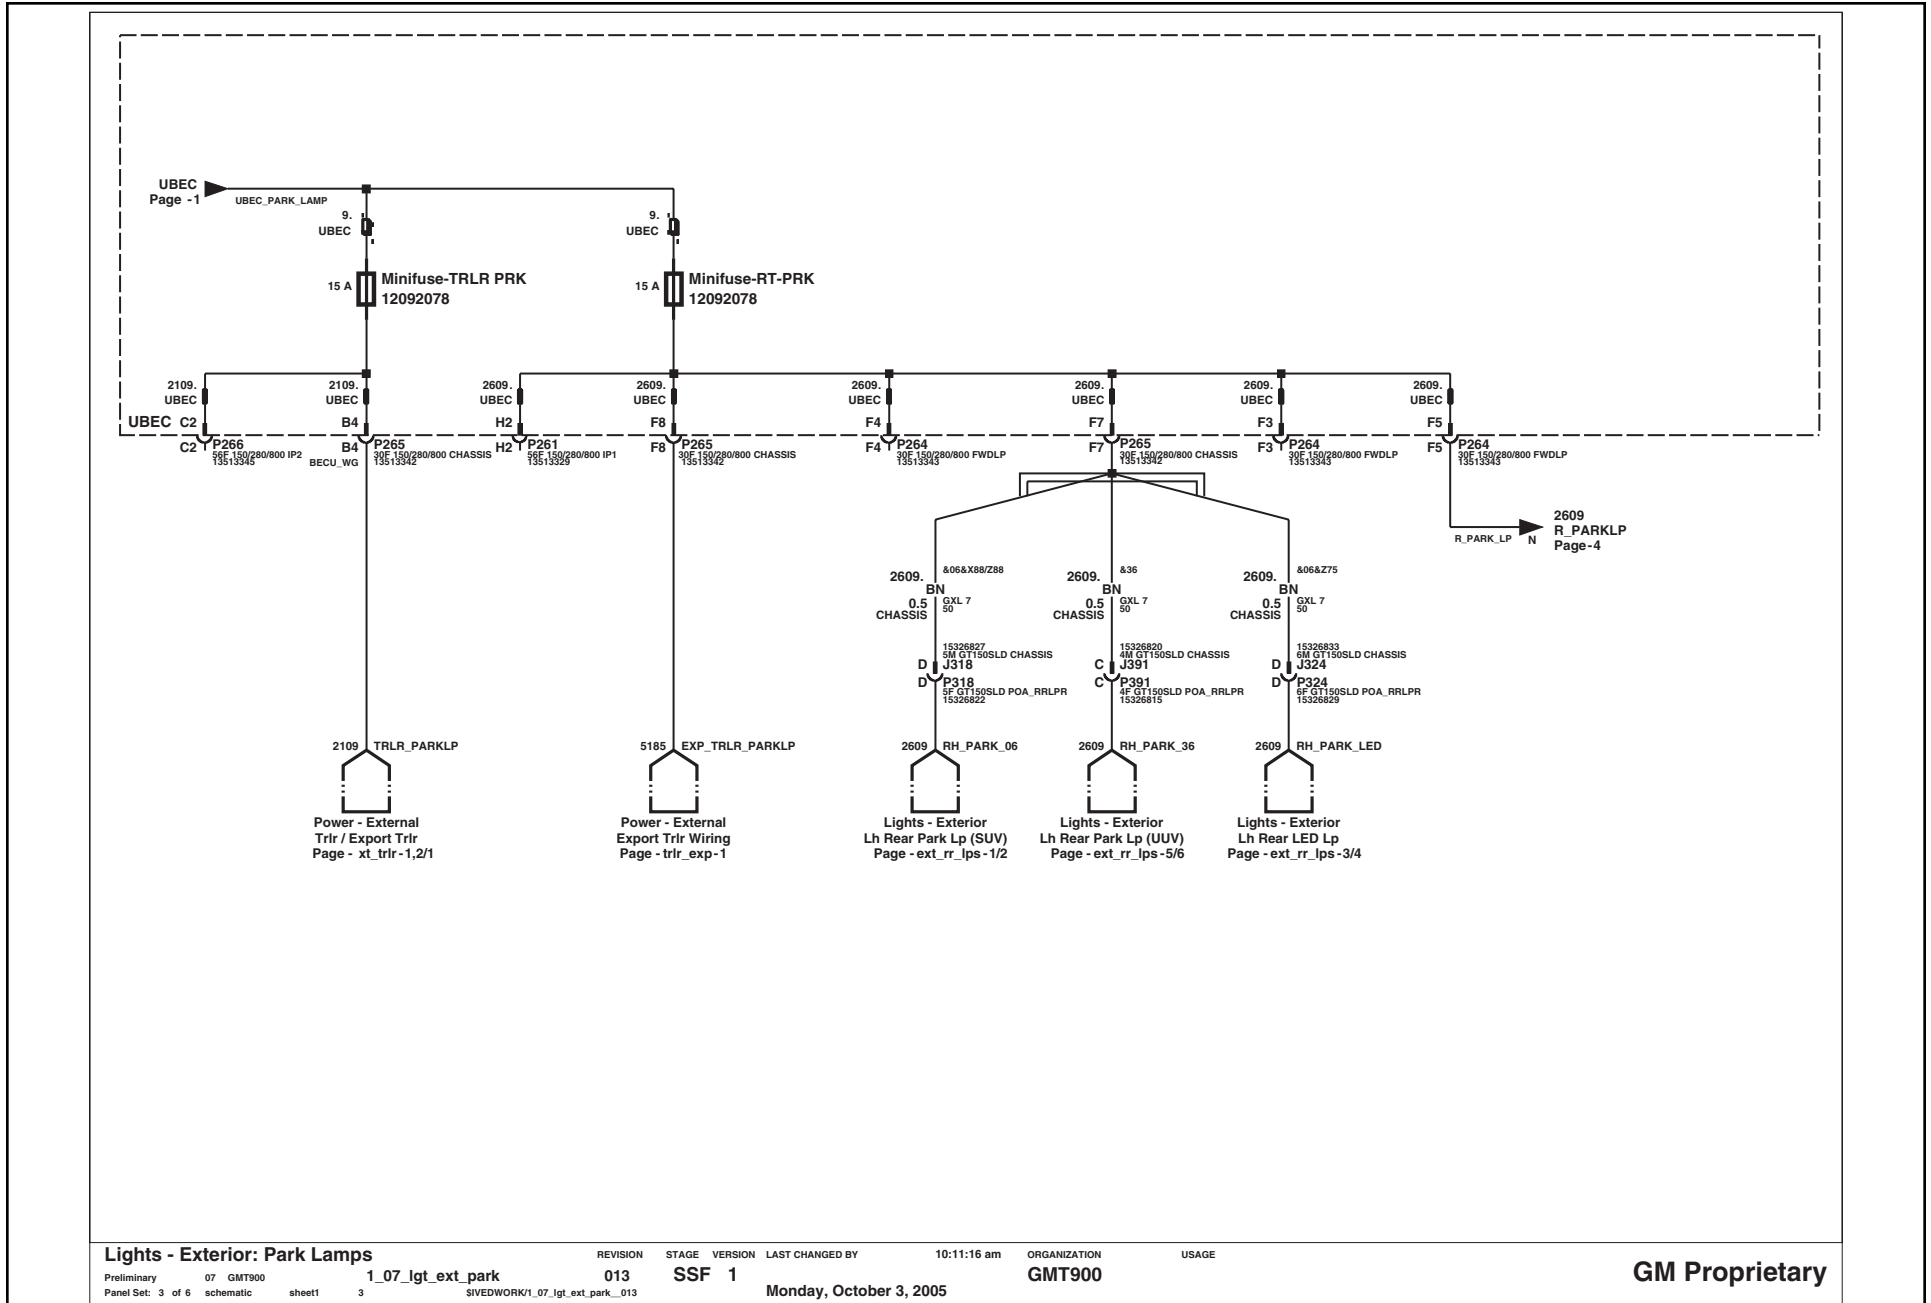 UBEC
Page -1
UBEC_PARK_LAMP
9.
UBEC
9.
UBEC
15 A
Minifuse-TRLR PRK
12092078
15 A
Minifuse-RT-PRK
12092078
2109.
UBEC
2109.
UBEC
2609.
UBEC
2609.
UBEC
2609.
UBEC
2609.
UBEC
2609.
UBEC
2609.
UBEC
UBEC C2
B4
H2
F8
F4
F7
F3
F5
C2 P266
56F 150/280/800 IP2
13513345
B4 P265
BECU_WG
30F 150/280/800 CHASSIS
13513342
H2 P261
56F 150/280/800 IP1
13513329
F8 P265
30F 150/280/800 CHASSIS
13513342
F4 P264
30F 150/280/800 FWDLP
13513343
F7 P265
30F 150/280/800 CHASSIS
13513342
F3 P264
30F 150/280/800 FWDLP
13513343
F5 P264
30F 150/280/800 FWDLP
13513343
R_PARK_LP N
2609
R_PARKLP
Page-4
2609. &06&X88/Z88
BN
0.5 GXL 7
50
CHASSIS
2609. &36
BN
0.5 GXL 7
50
CHASSIS
2609. &06&Z75
BN
0.5 GXL 7
50
CHASSIS
15326827
5M GT150SLD CHASSIS
D J318
D P318
5F GT150SLD POA_RRLPR
15326822
15326820
4M GT150SLD CHASSIS
C J391
C P391
4F GT150SLD POA_RRLPR
15326815
15326833
6M GT150SLD CHASSIS
D J324
D P324
6F GT150SLD POA_RRLPR
15326829
2109 TRLR_PARKLP
5185 EXP_TRLR_PARKLP
2609 RH_PARK_06
2609 RH_PARK_36
2609 RH_PARK_LED
Power - External
Trlr / Export Trlr
Page - xt_trlr-1,2/1
Power - External
Export Trlr Wiring
Page - trlr_exp-1
Lights - Exterior
Lh Rear Park Lp (SUV)
Page - ext_rr_lps-1/2
Lights - Exterior
Lh Rear Park Lp (UUV)
Page - ext_rr_lps-5/6
Lights - Exterior
Lh Rear LED Lp
Page - ext_rr_lps-3/4
Lights - Exterior: Park Lamps
REVISION STAGE VERSION LAST CHANGED BY 10:11:16 am ORGANIZATION USAGE
Preliminary 07 GMT900 1_07_lgt_ext_park 013 SSF 1 GMT900
Panel Set: 3 of 6 schematic sheet1 3 $IVEDWORK/1_07_lgt_ext_park__013 Monday, October 3, 2005
GM Proprietary